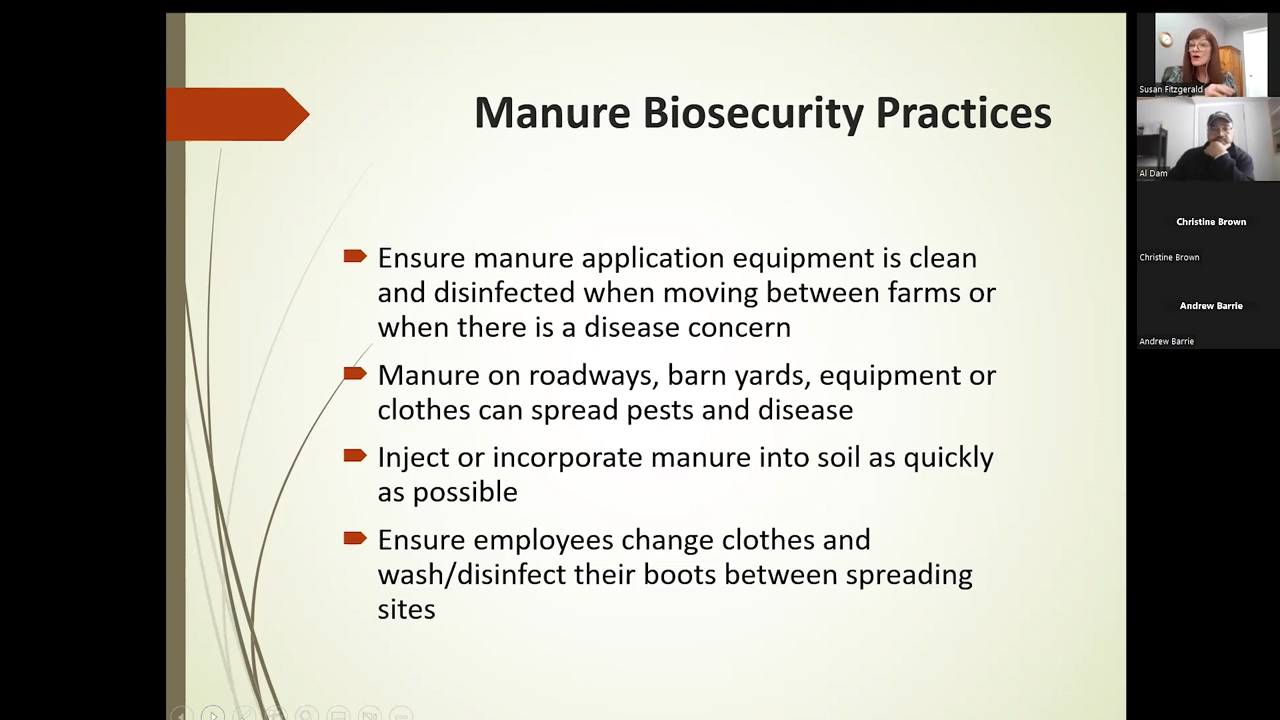 Manure Biosecurity Practices
Ensure manure application equipment is clean
and disinfected when moving between farms or
when there is a disease concern
Manure on roadways, barn yards, equipment or
clothes can spread pests and disease
Inject or incorporate manure into soil as quickly
as possible
Ensure employees change clothes and
wash/disinfect their boots between spreading
sites
Susan Fitzgerald
Al Dam
Christine Brown
Christine Brown
Andrew Barrie
Andrew Barrie